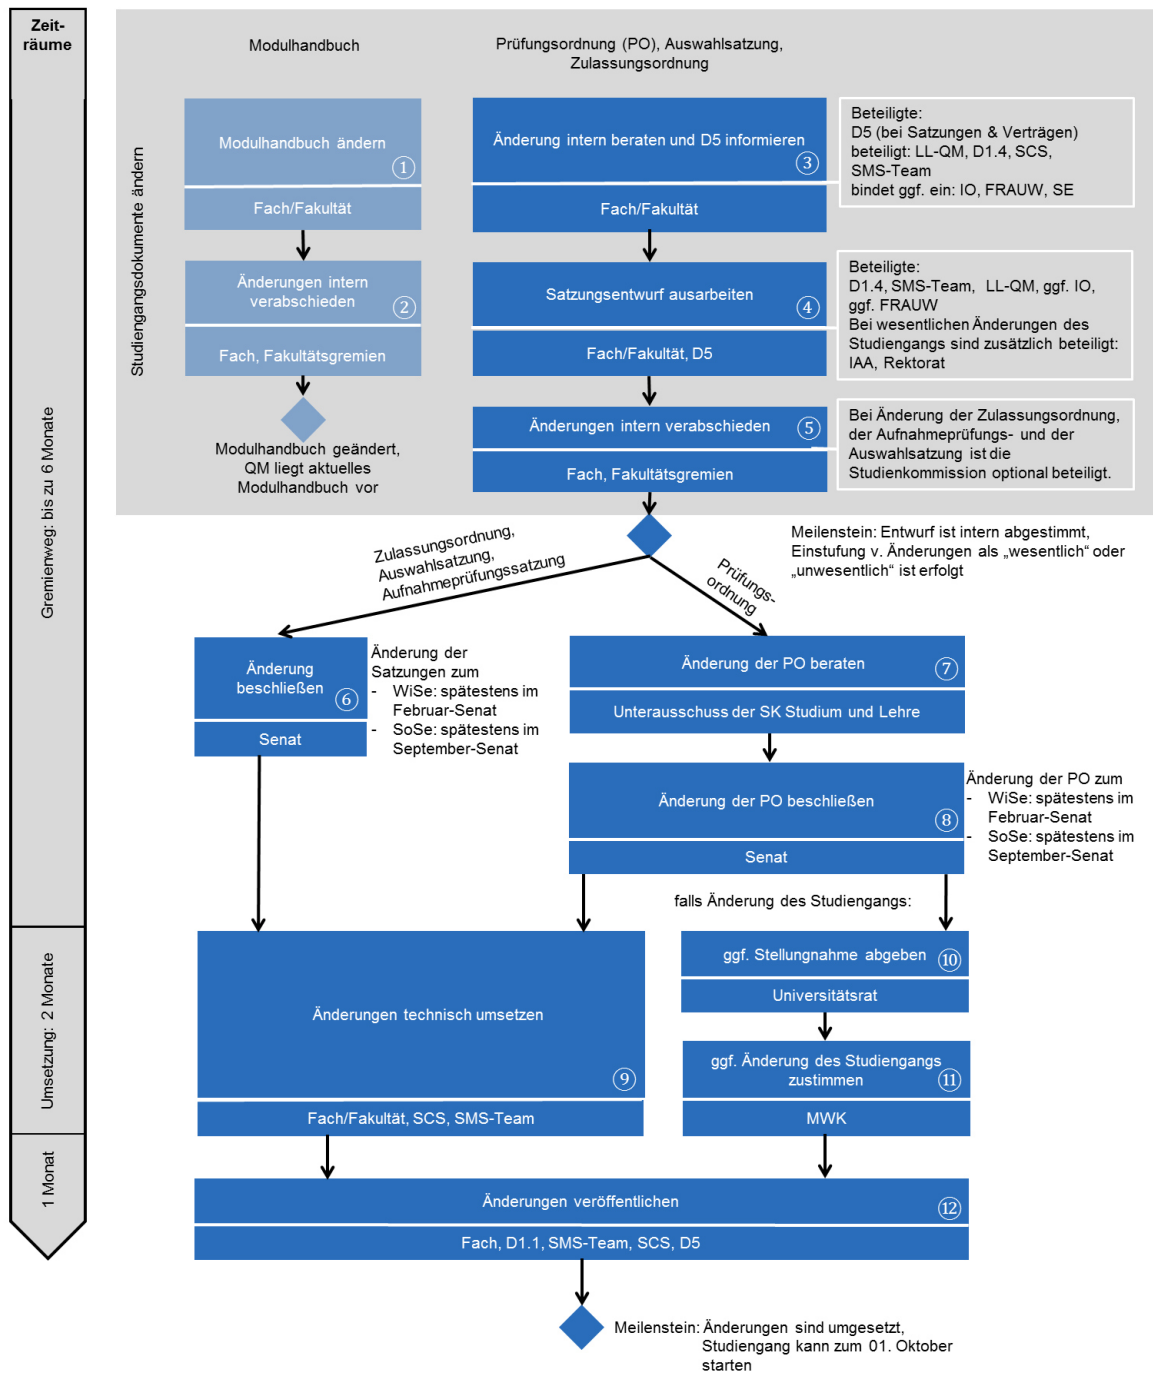 Zeit-
räume
Gremienweg: bis zu 6 Monate
Umsetzung: 2 Monate
1 Monat
Studiengangsdokumente ändern
Modulhandbuch
Prüfungsordnung (PO), Auswahlsatzung,
Zulassungsordnung
Modulhandbuch ändern
①
Fach/Fakultät
Änderungen intern
verabschieden
②
Fach, Fakultätsgremien
Modulhandbuch geändert,
QM liegt aktuelles
Modulhandbuch vor
Änderung intern beraten und D5 informieren
③
Fach/Fakultät
Beteiligte:
D5 (bei Satzungen & Verträgen)
beteiligt: LL-QM, D1.4, SCS,
SMS-Team
bindet ggf. ein: IO, FRAUW, SE
Satzungsentwurf ausarbeiten
④
Fach/Fakultät, D5
Beteiligte:
D1.4, SMS-Team, LL-QM, ggf. IO,
ggf. FRAUW
Bei wesentlichen Änderungen des
Studiengangs sind zusätzlich beteiligt:
IAA, Rektorat
Änderungen intern verabschieden
⑤
Fach, Fakultätsgremien
Bei Änderung der Zulassungsordnung,
der Aufnahmeprüfungs- und der
Auswahlsatzung ist die
Studienkommission optional beteiligt.
Meilenstein: Entwurf ist intern abgestimmt,
Einstufung v. Änderungen als „wesentlich“ oder
„unwesentlich“ ist erfolgt
Zulassungsordnung,
Auswahlsatzung,
Aufnahmeprüfungssatzung
Prüfungs-
ordnung
Änderung
beschließen
⑥
Senat
Änderung der
Satzungen zum
- WiSe: spätestens im
Februar-Senat
- SoSe: spätestens im
September-Senat
Änderung der PO beraten
⑦
Unterausschuss der SK Studium und Lehre
Änderung der PO beschließen
⑧
Senat
Änderung der PO zum
- WiSe: spätestens im
Februar-Senat
- SoSe: spätestens im
September-Senat
falls Änderung des Studiengangs:
Änderungen technisch umsetzen
⑨
Fach/Fakultät, SCS, SMS-Team
ggf. Stellungnahme abgeben
⑩
Universitätsrat
ggf. Änderung des Studiengangs
zustimmen
⑪
MWK
Änderungen veröffentlichen
⑫
Fach, D1.1, SMS-Team, SCS, D5
Meilenstein: Änderungen sind umgesetzt,
Studiengang kann zum 01. Oktober
starten